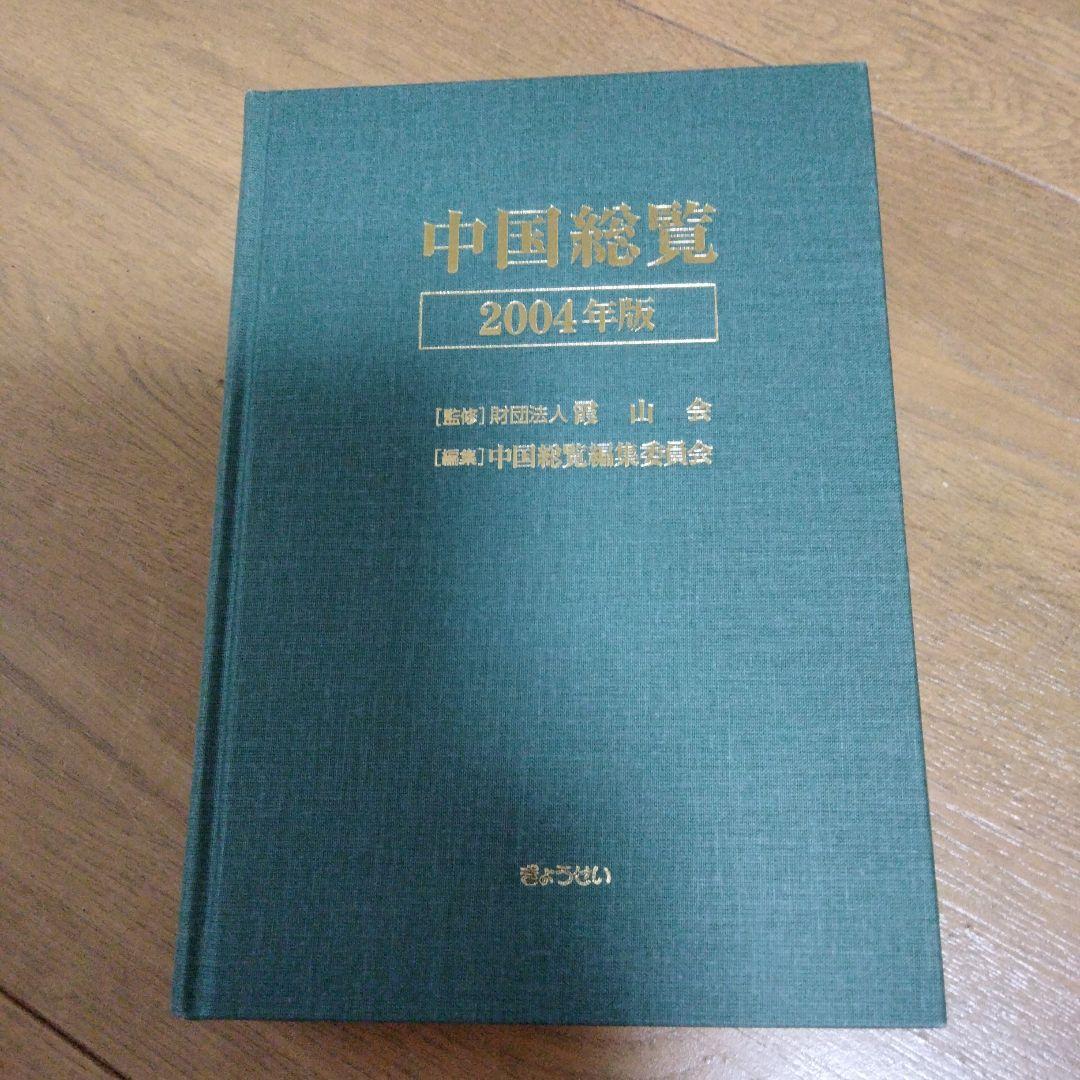 中国総覧
2004年版
[監修]財団法人 霞山会
[編集]中国総覧編集委員会
ぎょうせい